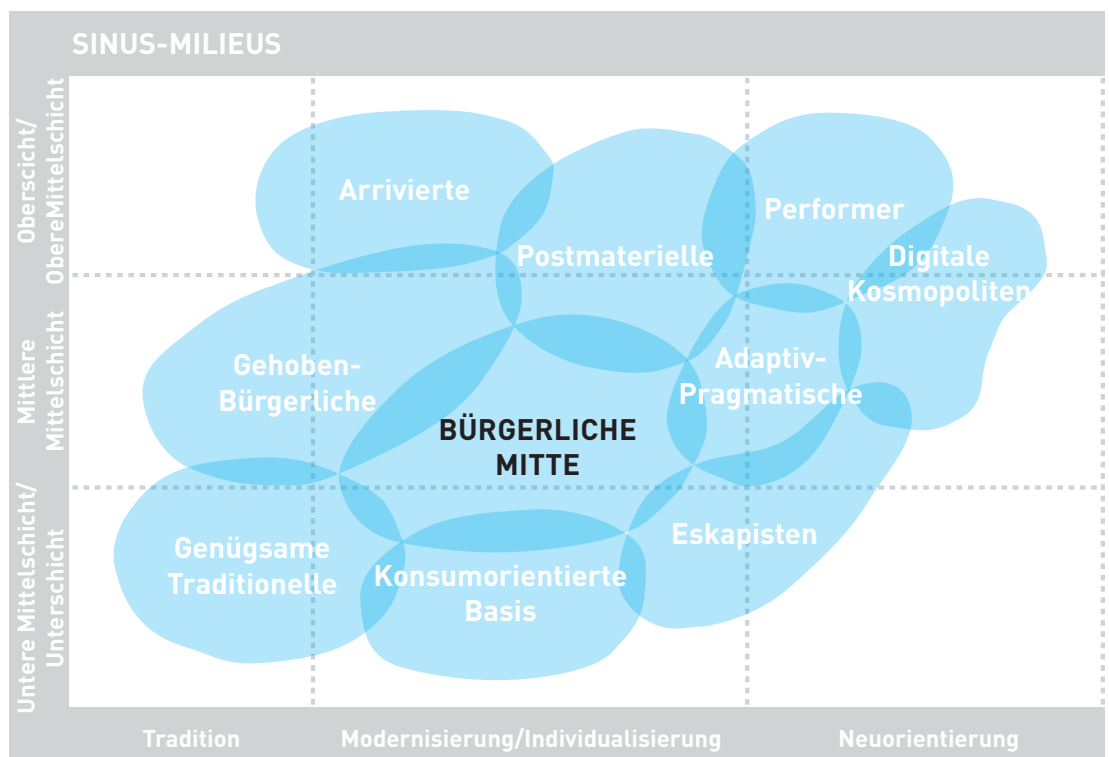 SINUS-MILIEUS
Oberscicht/
ObereMittelschicht
Mittlere
Mittelschicht
Untere Mittelschicht/
Unterschicht
Arrivierte
Postmaterielle
Performer
Digitale
Kosmopoliten
Gehoben-
Bürgerliche
Adaptiv-
Pragmatische
BÜRGERLICHE
MITTE
Genügsame
Traditionelle
Konsumorientierte
Basis
Eskapisten
Tradition
Modernisierung/Individualisierung
Neuorientierung